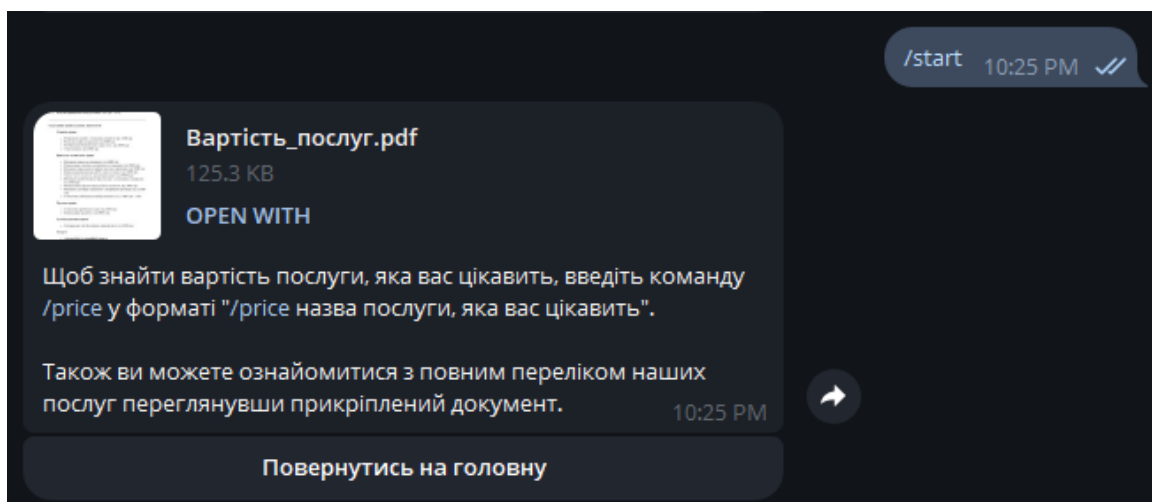 /start 10:25 PM
Вартість_послуг.pdf
125.3 KB
OPEN WITH
Щоб знайти вартість послуги, яка вас цікавить, введіть команду
/price у форматі "/price назва послуги, яка вас цікавить".
Також ви можете ознайомитися з повним переліком наших
послуг переглянувши прикріплений документ. 10:25 PM
Повернутись на головну